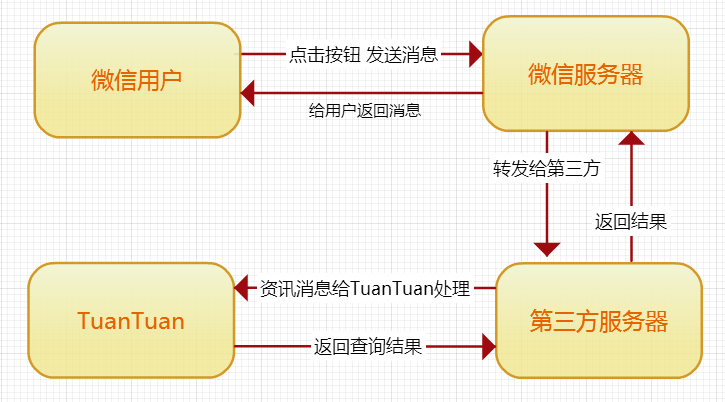 微信用户
点击按钮 发送消息
微信服务器
给用户返回消息
转发给第三方
返回结果
TuanTuan
资讯消息给TuanTuan处理
返回查询结果
第三方服务器